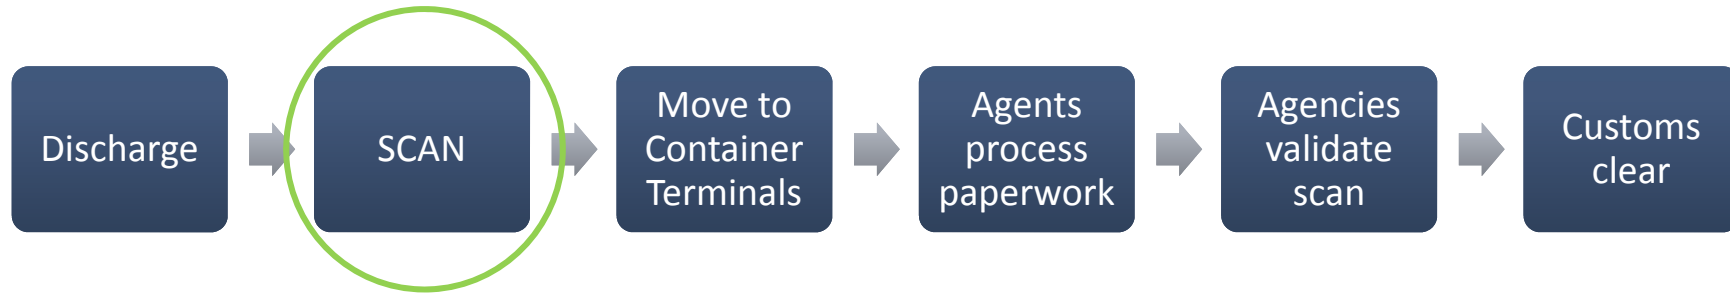 Discharge
SCAN
Move to
Container
Terminals
Agents
process
paperwork
Agencies
validate
scan
Customs
clear